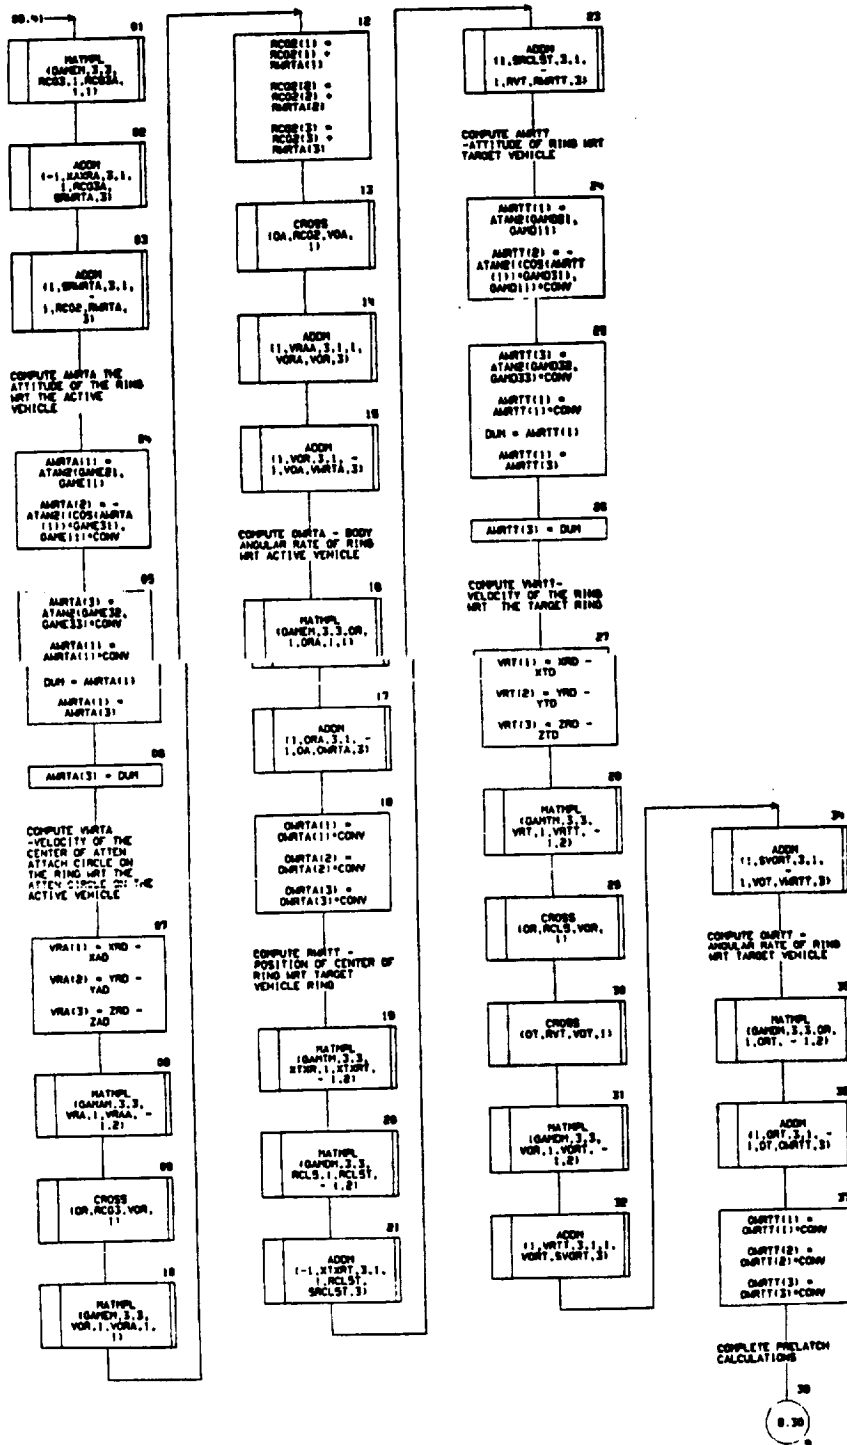 01
MATMPL
(GAMEM,3,3,
RCG3,1,RCG3A,
1,1)
02
ADDM
(-1,XAXRA,3,1,
1,RCG3A,
SRWRTA,3)
03
ADDM
(1,SRWRTA,3,1,
-
1,RCG2,RWRTA,
3)
COMPUTE AWRTA THE
ATTITUDE OF THE RING
WRT THE ACTIVE
VEHICLE
04
AWRTA(1) =
ATAN2(GAME21,
GAME11)
AWRTA(2) = -
ATAN2((COS(AWRTA
(1))*GAME31),
GAME11)*CONV
05
AWRTA(3) =
ATAN2(GAME32,
GAME33)*CONV
AWRTA(1) =
AWRTA(1)*CONV
DUM = AWRTA(1)
AWRTA(1) =
AWRTA(3)
06
AWRTA(3) = DUM
COMPUTE VWRTA
-VELOCITY OF THE
CENTER OF ATTEN
ATTACH CIRCLE ON
THE RING WRT THE
ATTEN CIRCLE ON THE
ACTIVE VEHICLE
07
VRA(1) = XRD -
XAD
VRA(2) = YRD -
YAD
VRA(3) = ZRD -
ZAD
08
MATMPL
(GAMAM,3,3,
VRA,1,VRAA, -
1,2)
09
CROSS
(OR,RCG3,VOR,
1)
10
MATMPL
(GAMEM,3,3,
VOR,1,VORA,1,
1)
12
RCG2(1) =
RCG2(1) +
RWRTA(1)
RCG2(2) =
RCG2(2) +
RWRTA(2)
RCG2(3) =
RCG2(3) +
RWRTA(3)
13
CROSS
(OA,RCG2,VOA,
1)
14
ADDM
(1,VRAA,3,1,1,
VORA,VOR,3)
15
ADDM
(1,VOR,3,1, -
1,VOA,VWRTA,3)
COMPUTE OWRTA - BODY
ANGULAR RATE OF RING
WRT ACTIVE VEHICLE
16
MATMPL
(GAMEM,3,3,OR,
1,ORA,1,1)
17
ADDM
(1,ORA,3,1, -
1,OA,OWRTA,3)
18
OWRTA(1) =
OWRTA(1)*CONV
OWRTA(2) =
OWRTA(2)*CONV
OWRTA(3) =
OWRTA(3)*CONV
COMPUTE RWRTT -
POSITION OF CENTER OF
RING WRT TARGET
VEHICLE RING
19
MATMPL
(GAMTM,3,3,
XTXR,1,XTXRT,
- 1,2)
20
MATMPL
(GAMDM,3,3,
RCLS,1,RCLST,
- 1,2)
21
ADDM
(-1,XTXRT,3,1,
1,RCLST,
SRCLST,3)
23
ADDM
(1,SRCLST,3,1,
-
1,RVT,RWRTT,3)
COMPUTE AWRTT
-ATTITUDE OF RING WRT
TARGET VEHICLE
24
AWRTT(1) =
ATAN2(GAMD21,
GAMD11)
AWRTT(2) = -
ATAN2((COS(AWRTT
(1))*GAMD31),
GAMD11)*CONV
25
AWRTT(3) =
ATAN2(GAMD32,
GAMD33)*CONV
AWRTT(1) =
AWRTT(1)*CONV
DUM = AWRTT(1)
AWRTT(1) =
AWRTT(3)
26
AWRTT(3) = DUM
COMPUTE VWRTT-
VELOCITY OF THE RING
WRT THE TARGET RING
27
VRT(1) = XRD -
XTD
VRT(2) = YRD -
YTD
VRT(3) = ZRD -
ZTD
28
MATMPL
(GAMTM,3,3,
VRT,1,VRTT, -
1,2)
29
CROSS
(OR,RCLS,VOR,
1)
30
CROSS
(OT,RVT,VOT,1)
31
MATMPL
(GAMDM,3,3,
VOR,1,VORT, -
1,2)
32
ADDM
(1,VRTT,3,1,1,
VORT,SVORT,3)
34
ADDM
(1,SVORT,3,1,
-
1,VOT,VWRTT,3)
COMPUTE OWRTT -
ANGULAR RATE OF RING
WRT TARGET VEHICLE
35
MATMPL
(GAMDM,3,3,OR,
1,ORT, - 1,2)
36
ADDM
(1,ORT,3,1, -
1,OT,OWRTT,3)
37
OWRTT(1) =
OWRTT(1)*CONV
OWRTT(2) =
OWRTT(2)*CONV
OWRTT(3) =
OWRTT(3)*CONV
COMPLETE PRELATCH
CALCULATIONS
38
8.30